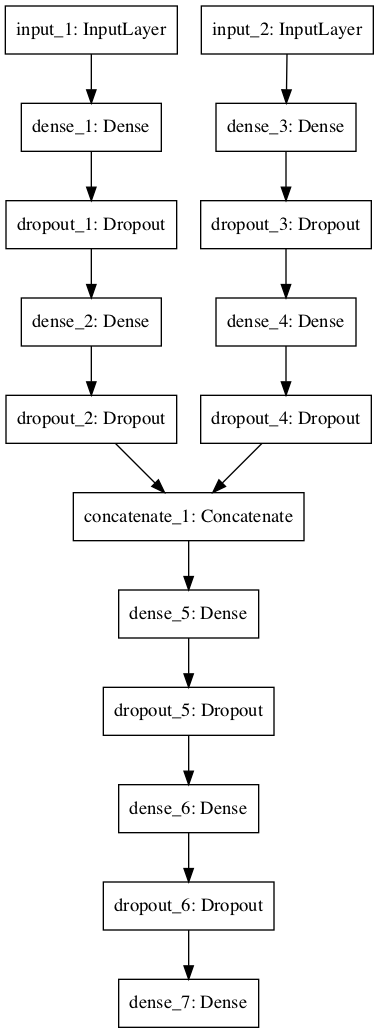 input_1: InputLayer
input_2: InputLayer
dense_1: Dense
dense_3: Dense
dropout_1: Dropout
dropout_3: Dropout
dense_2: Dense
dense_4: Dense
dropout_2: Dropout
dropout_4: Dropout
concatenate_1: Concatenate
dense_5: Dense
dropout_5: Dropout
dense_6: Dense
dropout_6: Dropout
dense_7: Dense